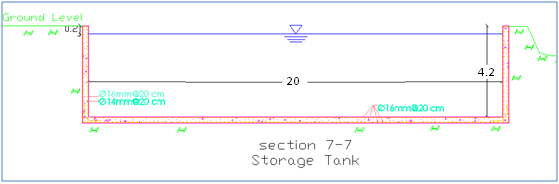 Ground Level
0.2
20
4.2
Ø16mm@20 cm
Ø14mm@20 cm
Ø16mm@20 cm
section 7-7
Storage Tank